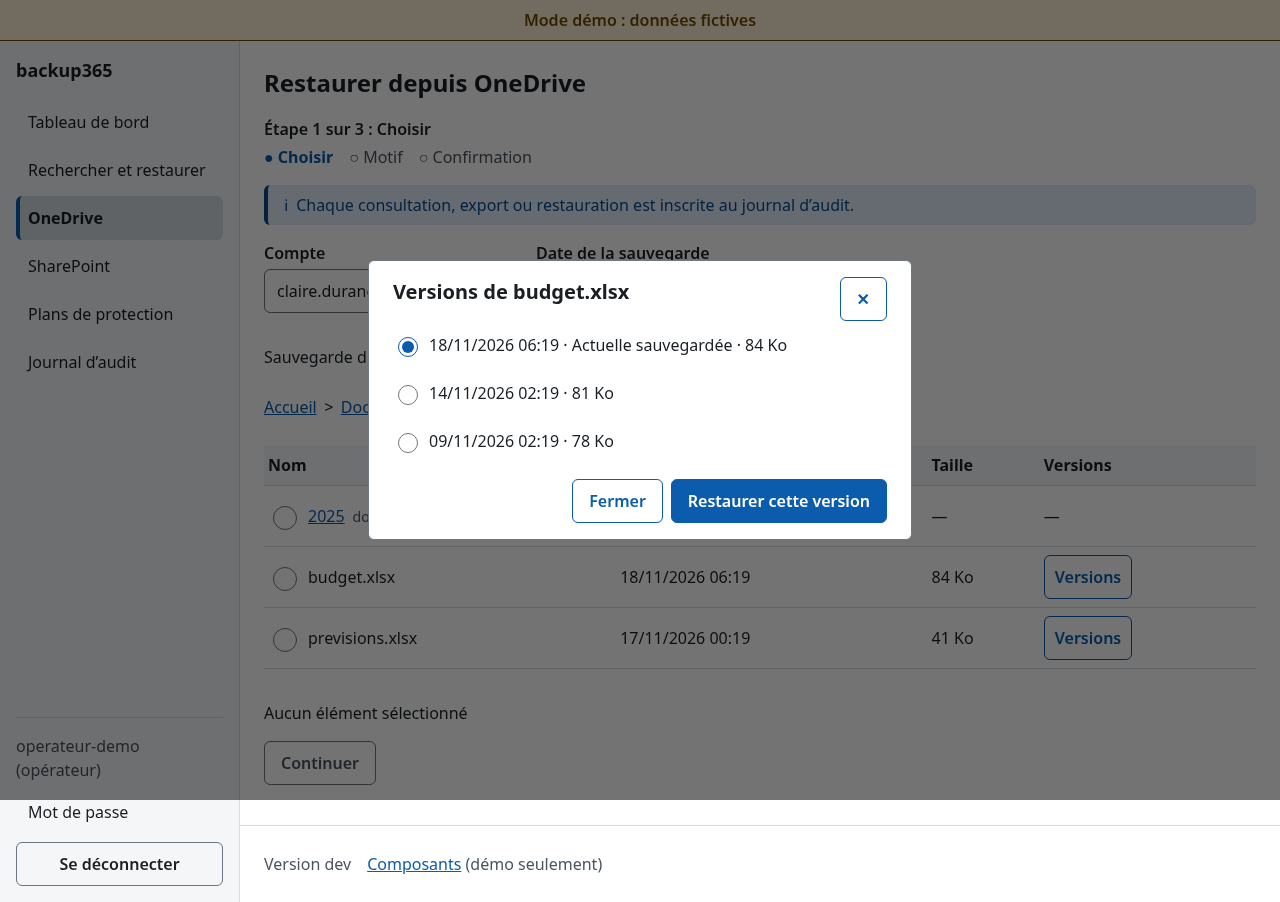 Mode démo : données fictives
backup365
Tableau de bord
Rechercher et restaurer
OneDrive
SharePoint
Plans de protection
Journal d’audit
operateur-demo
(opérateur)
Mot de passe
Se déconnecter
Restaurer depuis OneDrive
Étape 1 sur 3 : Choisir
● Choisir ○ Motif ○ Confirmation
i Chaque consultation, export ou restauration est inscrite au journal d’audit.
Compte Date de la sauvegarde
Sauvegarde
Accueil >
Versions de budget.xlsx ✕
18/11/2026 06:19 · Actuelle sauvegardée · 84 Ko
14/11/2026 02:19 · 81 Ko
09/11/2026 02:19 · 78 Ko
Fermer Restaurer cette version
Nom Taille Versions
2025 — —
budget.xlsx 18/11/2026 06:19 84 Ko Versions
previsions.xlsx 17/11/2026 00:19 41 Ko Versions
Aucun élément sélectionné
Continuer
Version dev Composants (démo seulement)